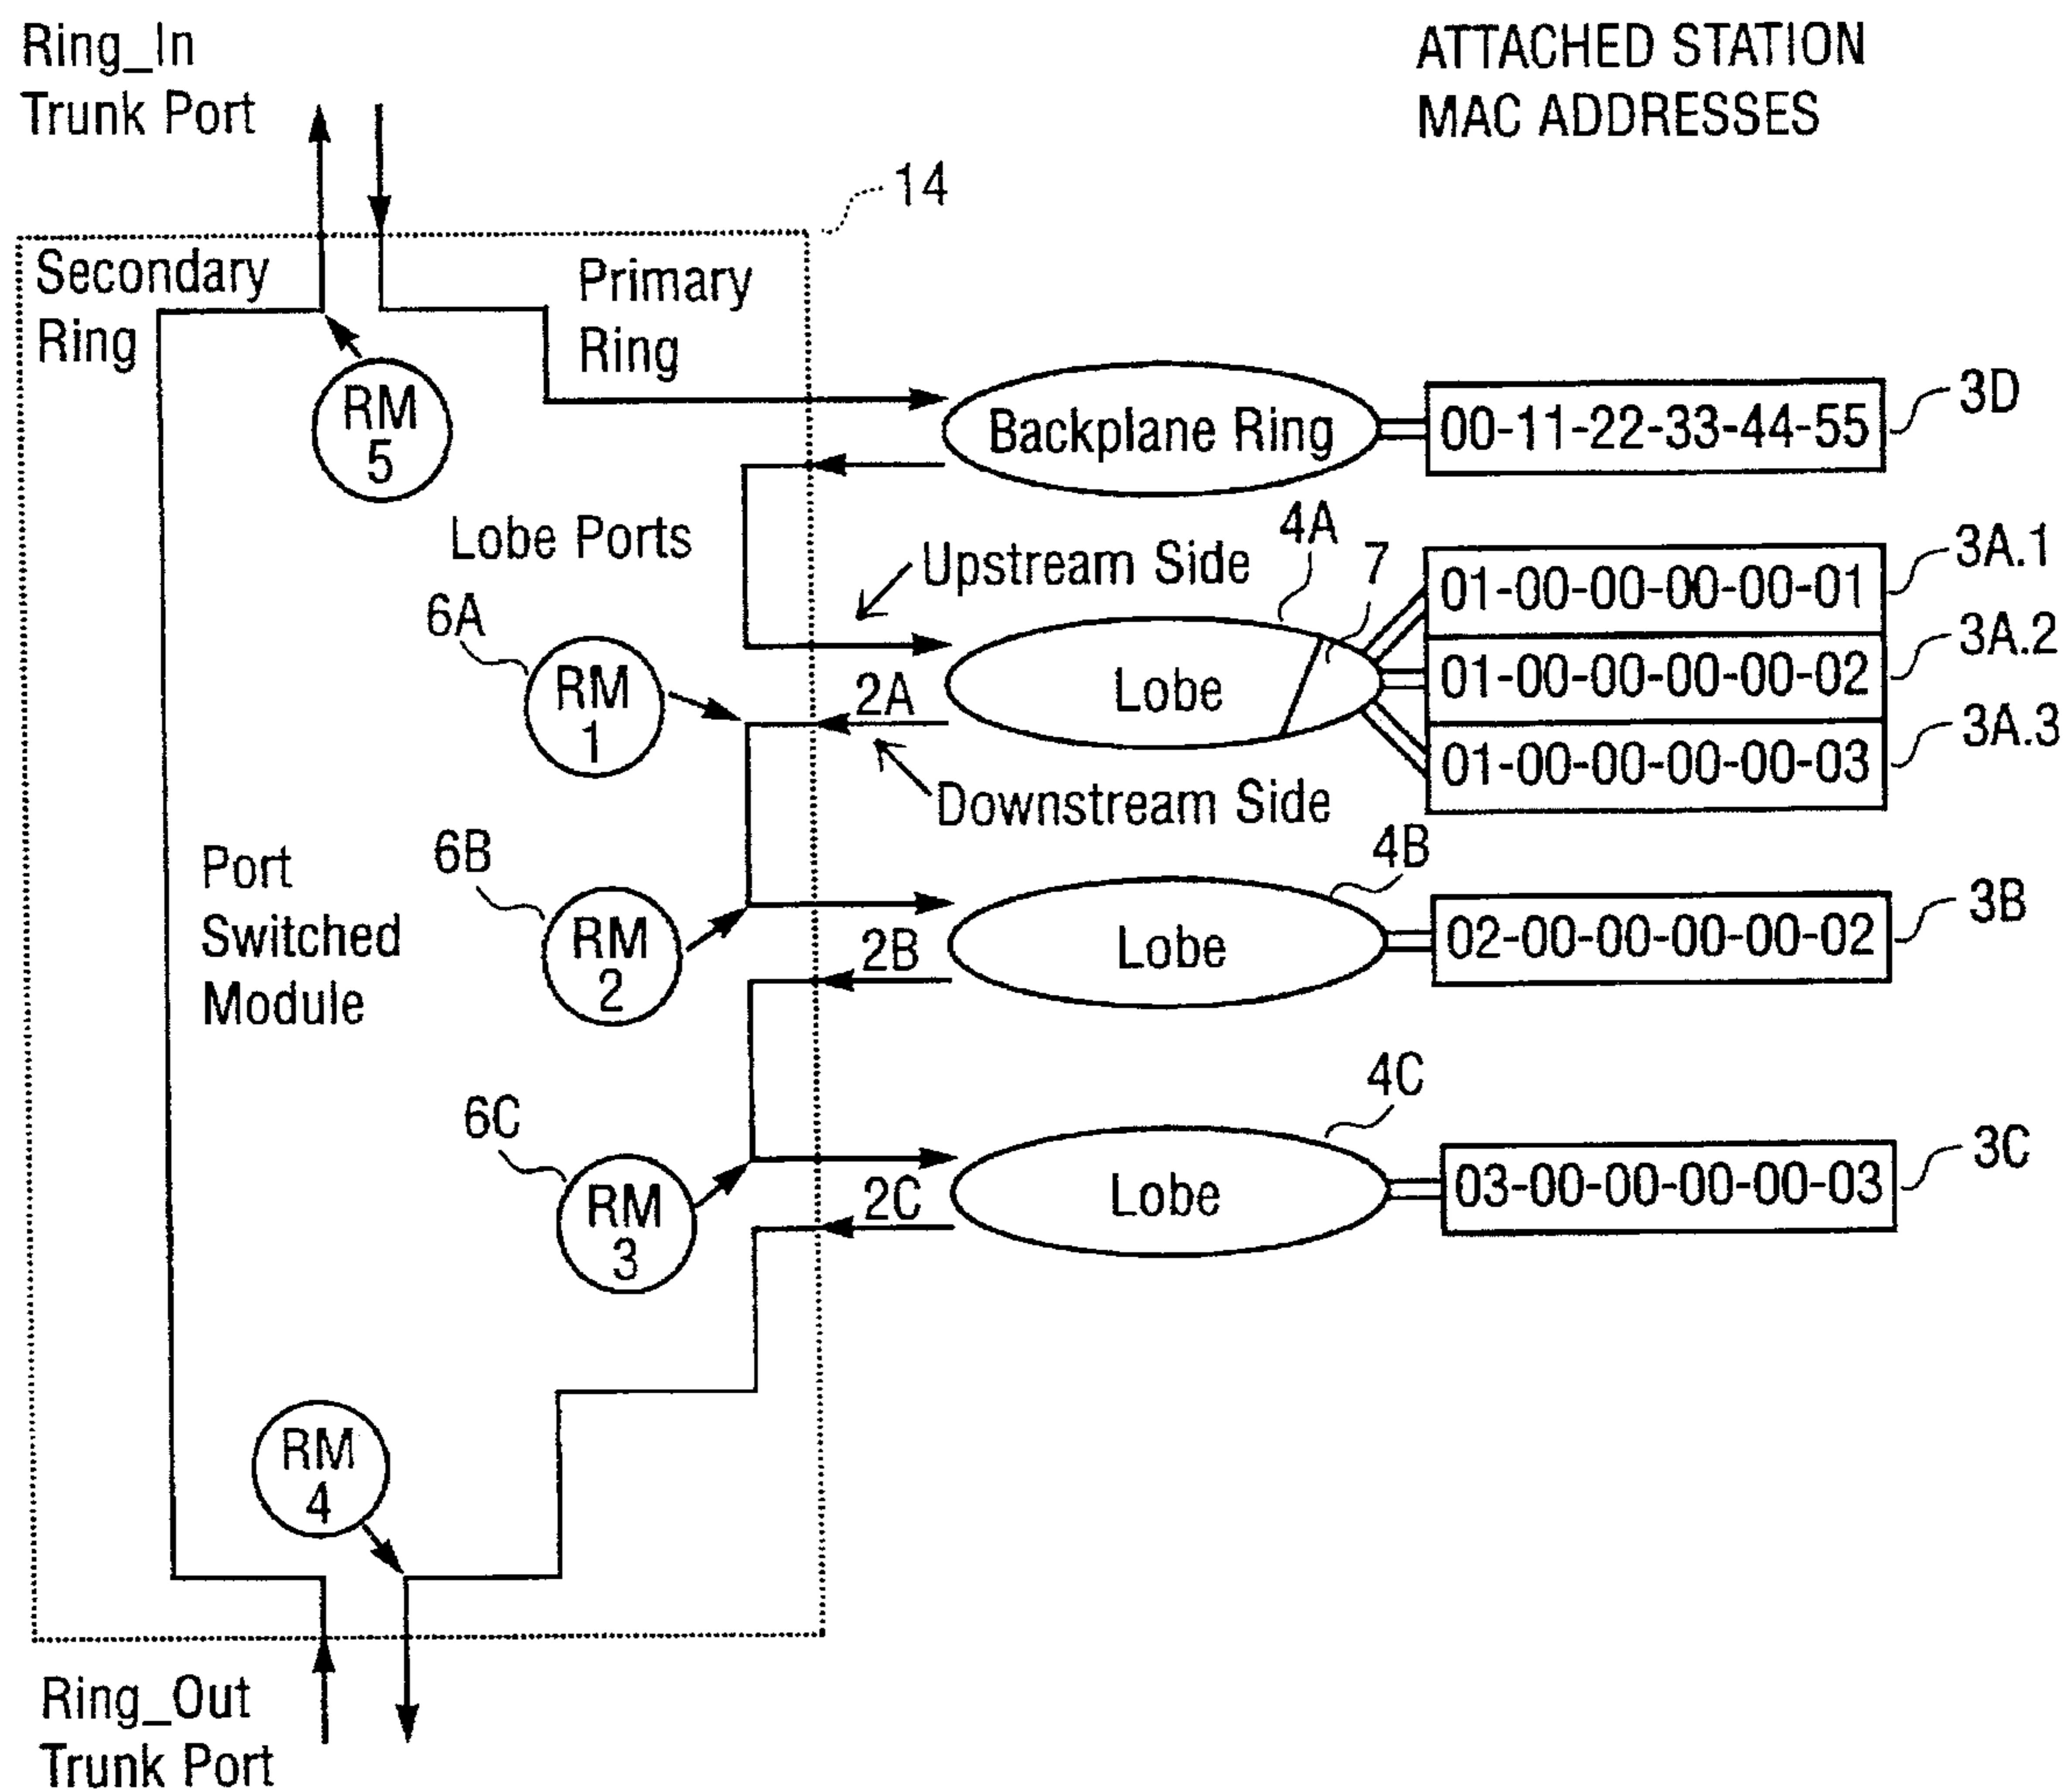 Ring_In
Trunk Port
ATTACHED STATION
MAC ADDRESSES
14
Secondary
Ring
Primary
Ring
RM
5
Backplane Ring
00-11-22-33-44-55
3D
Lobe Ports
Upstream Side
4A
7
01-00-00-00-00-01
3A.1
6A
RM
1
2A
Lobe
01-00-00-00-00-02
3A.2
01-00-00-00-00-03
3A.3
Downstream Side
Port
Switched
Module
6B
RM
2
2B
4B
Lobe
02-00-00-00-00-02
3B
6C
RM
3
2C
4C
Lobe
03-00-00-00-00-03
3C
RM
4
Ring_Out
Trunk Port